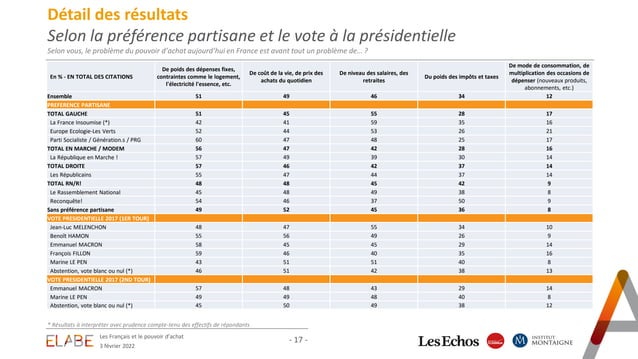 Détail des résultats
Selon la préférence partisane et le vote à la présidentielle
Selon vous, le problème du pouvoir d'achat aujourd'hui en France est avant tout un problème de… ?
En % - EN TOTAL DES CITATIONS | De poids des dépenses fixes, contraintes comme le logement, l'électricité l'essence, etc. | De coût de la vie, de prix des achats du quotidien | De niveau des salaires, des retraites | Du poids des impôts et taxes | De mode de consommation, de multiplication des occasions de dépenser (nouveaux produits, abonnements, etc.)
Ensemble 51 49 46 34 12
PREFERENCE PARTISANE
TOTAL GAUCHE 51 45 55 28 17
La France Insoumise (*) 42 41 59 35 16
Europe Ecologie-Les Verts 52 44 53 26 21
Parti Socialiste / Génération.s / PRG 60 47 48 25 17
TOTAL EN MARCHE / MODEM 56 47 42 28 16
La République en Marche ! 57 49 39 30 14
TOTAL DROITE 57 46 42 37 14
Les Républicains 55 47 44 37 14
TOTAL RN/R! 48 48 45 42 9
Le Rassemblement National 45 48 49 38 8
Reconquête! 54 46 37 50 9
Sans préférence partisane 49 52 45 36 8
VOTE PRESIDENTIELLE 2017 (1ER TOUR)
Jean-Luc MELENCHON 48 47 55 34 10
Benoît HAMON 55 56 49 26 9
Emmanuel MACRON 58 45 45 29 14
François FILLON 59 46 40 35 16
Marine LE PEN 43 51 51 40 8
Abstention, vote blanc ou nul (*) 46 51 42 38 13
VOTE PRESIDENTIELLE 2017 (2ND TOUR)
Emmanuel MACRON 57 48 43 29 14
Marine LE PEN 49 49 48 40 8
Abstention, vote blanc ou nul (*) 45 50 49 38 12
* Résultats à interpréter avec prudence compte-tenu des effectifs de répondants
ELABE
Les Français et le pouvoir d'achat
3 février 2022
- 17 -
Les Echos
INSTITUT MONTAIGNE